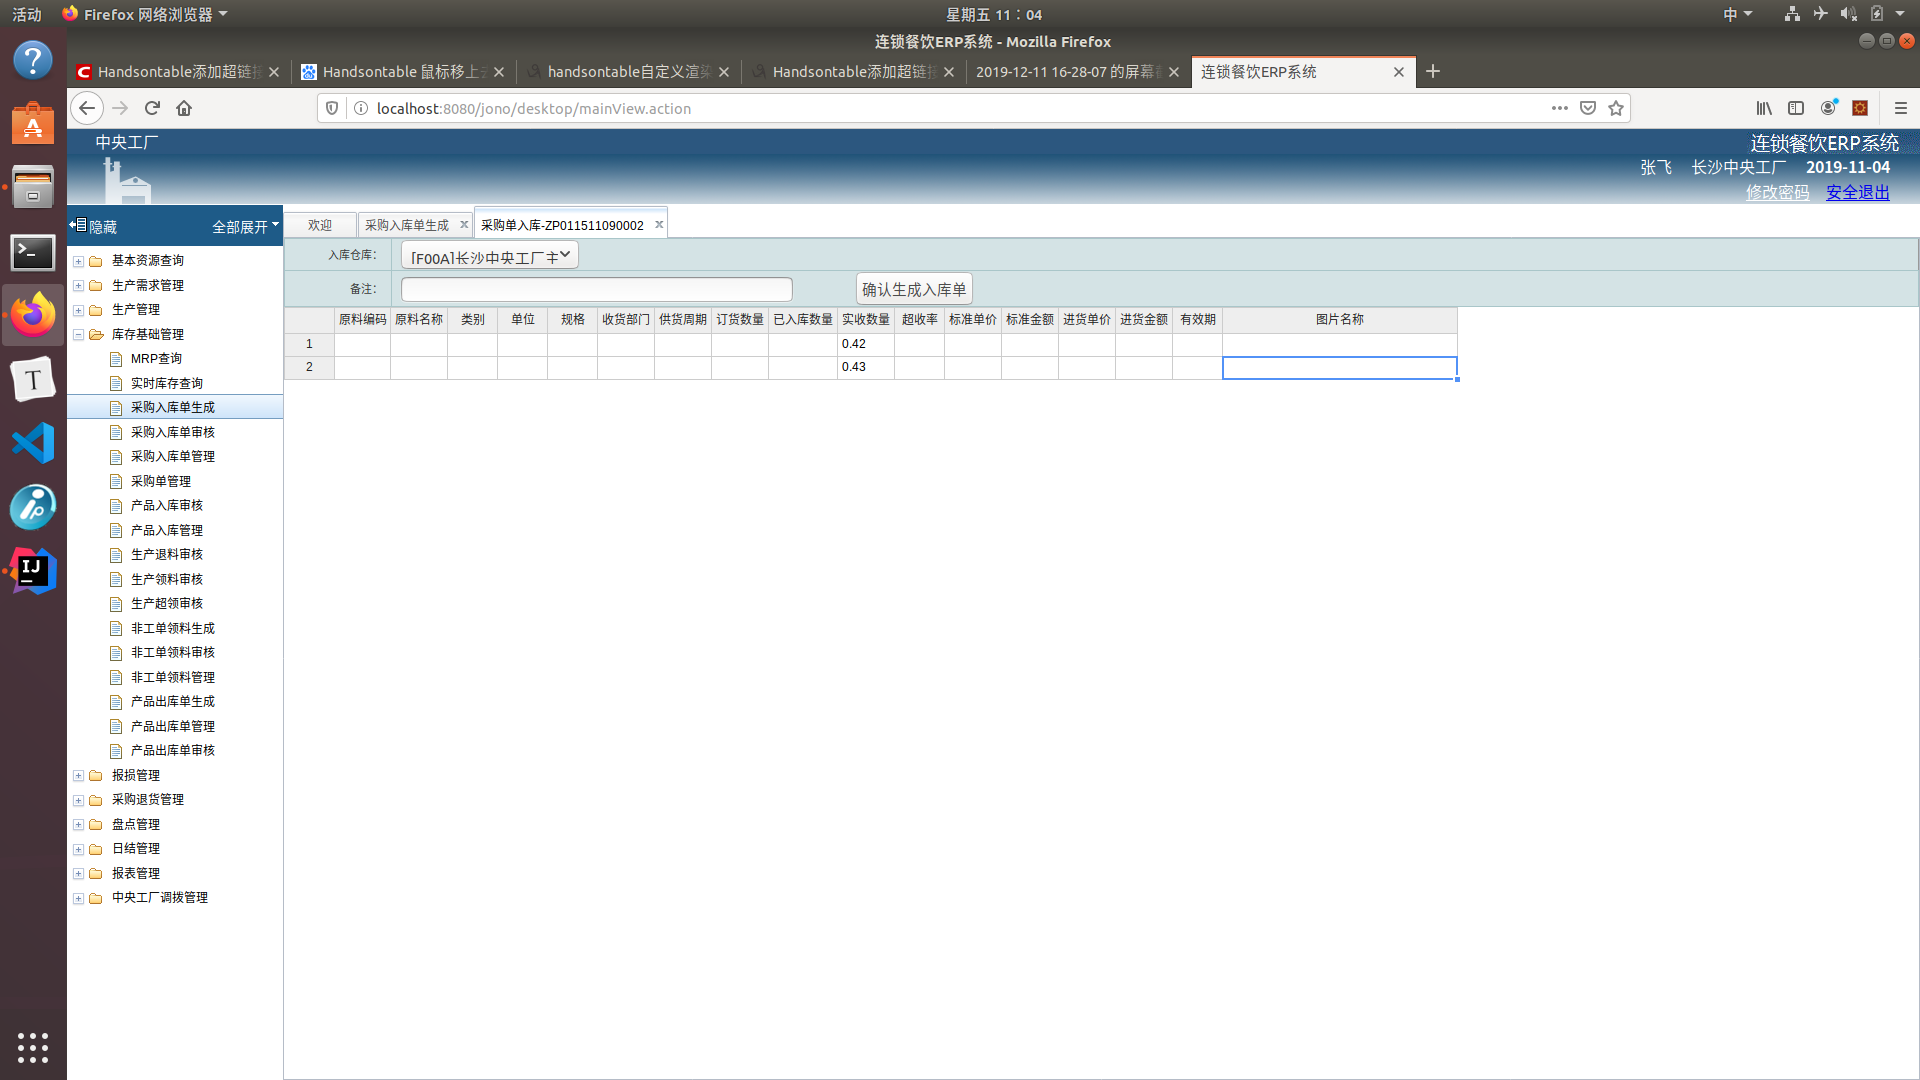 活动 Firefox 网络浏览器 星期五 11：04 中
连锁餐饮ERP系统 - Mozilla Firefox
Handsontable添加超链接 Handsontable 鼠标移上去 handsontable自定义渲染 Handsontable添加超链接 2019-12-11 16-28-07 的屏幕截 连锁餐饮ERP系统
localhost:8080/jono/desktop/mainView.action
中央工厂 连锁餐饮ERP系统
张飞 长沙中央工厂 2019-11-04
修改密码 安全退出
隐藏 全部展开
欢迎 采购入库单生成 x 采购单入库-ZP011511090002 x
入库仓库: [F00A]长沙中央工厂主
备注: 确认生成入库单
原料编码 原料名称 类别 单位 规格 收货部门 供货周期 订货数量 已入库数量 实收数量 超收率 标准单价 标准金额 进货单价 进货金额 有效期 图片名称
1 0.42
2 0.43
基本资源查询
生产需求管理
生产管理
库存基础管理
MRP查询
实时库存查询
采购入库单生成
采购入库单审核
采购入库单管理
采购单管理
产品入库审核
产品入库管理
生产退料审核
生产领料审核
生产超领审核
非工单领料生成
非工单领料审核
非工单领料管理
产品出库单生成
产品出库单管理
产品出库单审核
报损管理
采购退货管理
盘点管理
日结管理
报表管理
中央工厂调拨管理